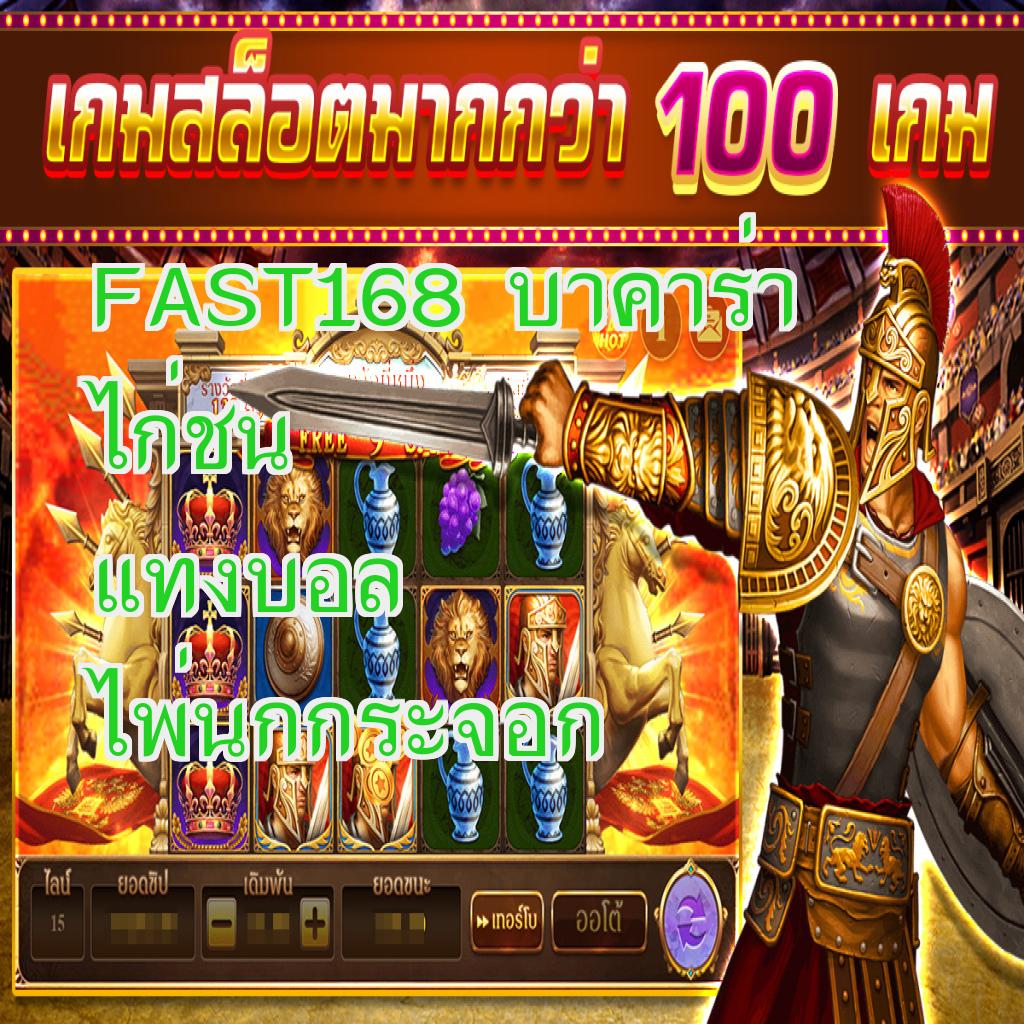 เกมสล็อตมากกว่า 100 เกม
FAST168 บาคาร่า
HOT
ไก่ชน
FREE
แทงบอล
ไพ่นกกระจอก
ไลน์
ยอดชิป
เดิมพัน
ยอดชนะ
15
เทอร์โบ
ออโต้